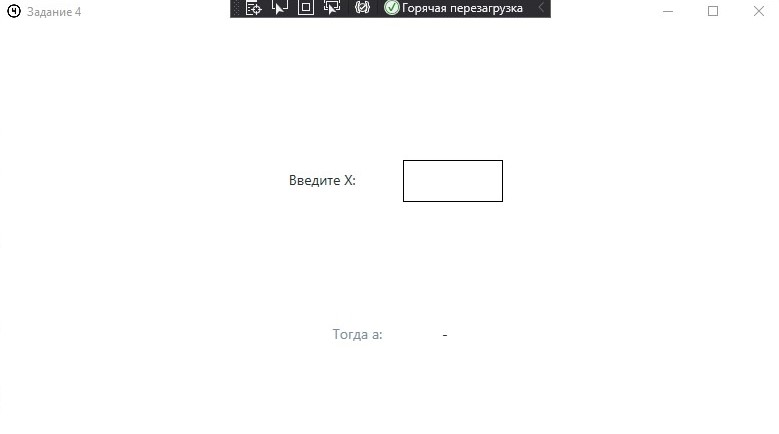 Задание 4
Горячая перезагрузка
Введите X:
Тогда a:
-